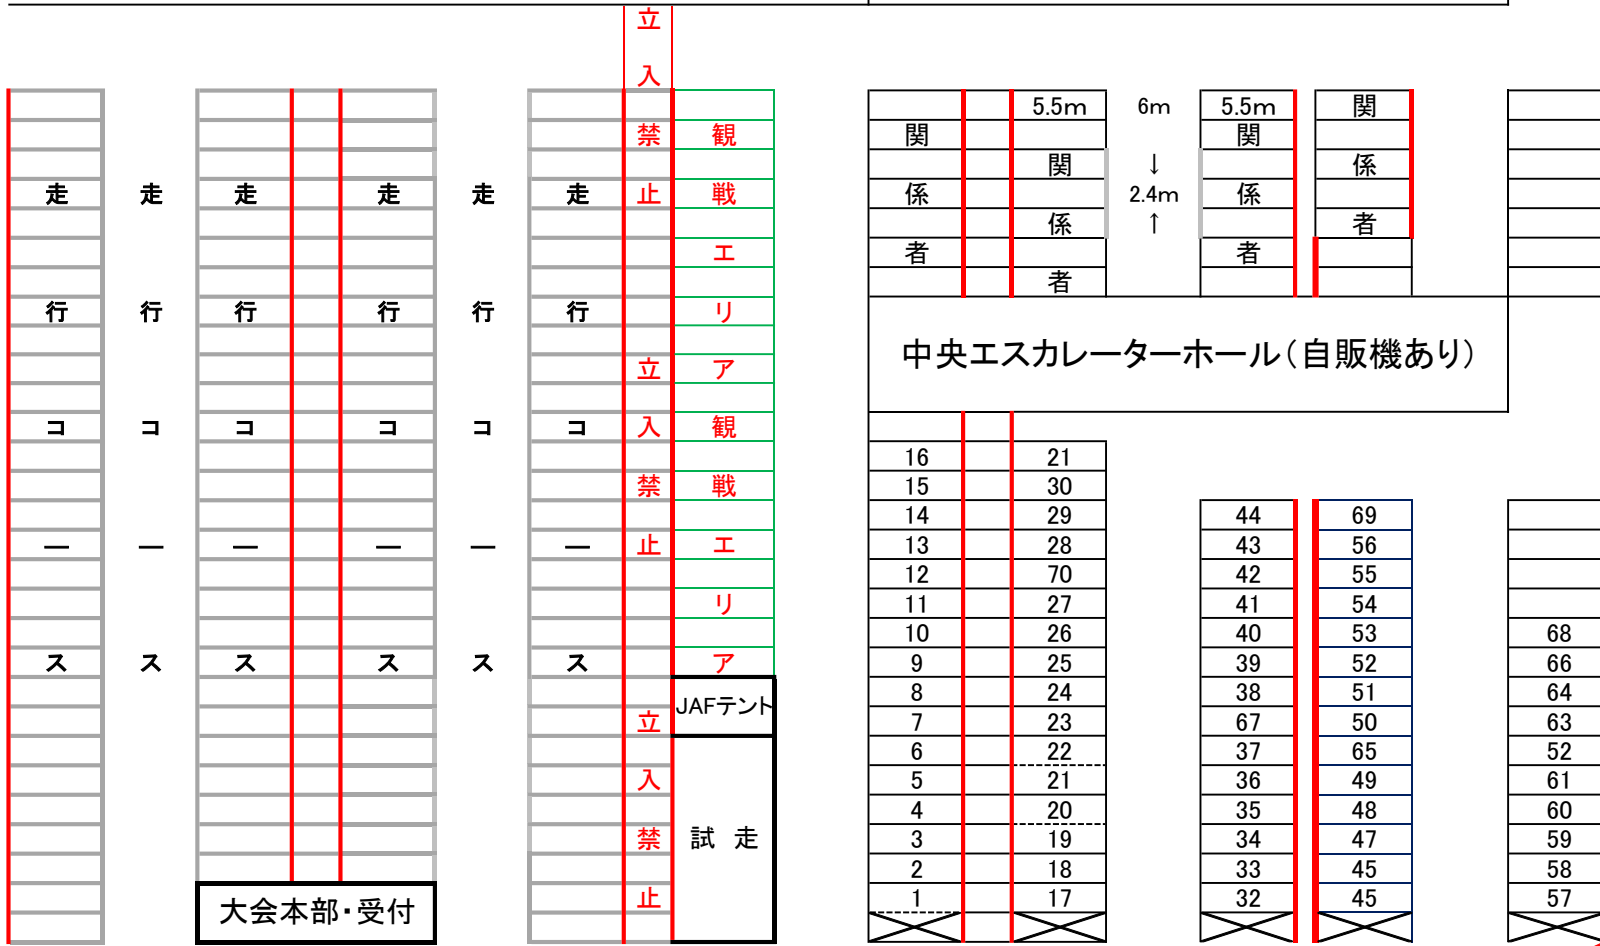 立入禁止立入禁止立入禁止
観戦エリア観戦エリア
走行コース
走行コース
走行コース
走行コース
走行コース
走行コース
JAFテント
試 走
大会本部・受付
関係者
5.5m
関係者
6m
↓
2.4m
↑
5.5m
関係者
関係者
中央エスカレーターホール(自販機あり)
16 21
15 30
14 29 44 69
13 28 43 56
12 70 42 55
11 27 41 54
10 26 40 53 68
9 25 39 52 66
8 24 38 51 64
7 23 67 50 63
6 22 37 65 52
5 21 36 49 61
4 20 35 48 60
3 19 34 47 59
2 18 33 45 58
1 17 32 45 57